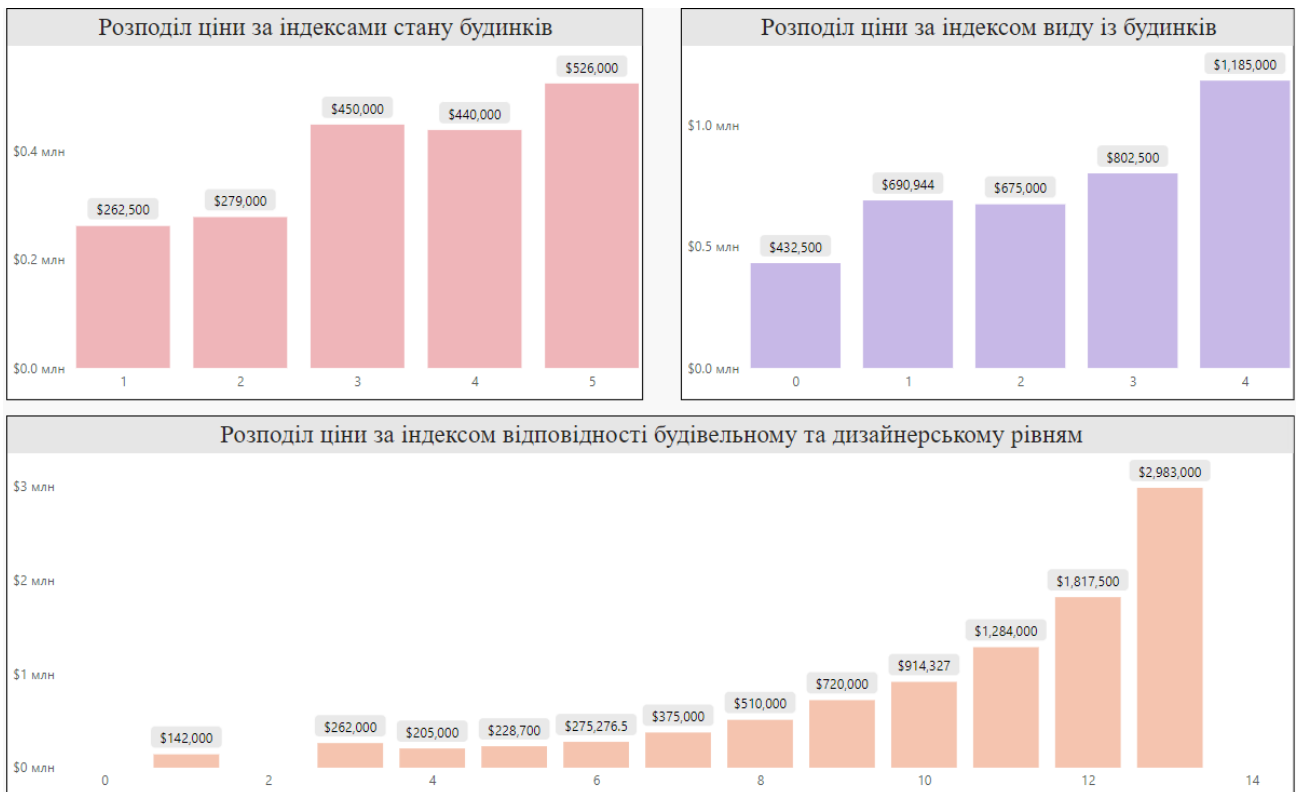 Розподіл ціни за індексами стану будинків
$0.4 млн
$0.2 млн
$0.0 млн
$262,500
$279,000
$450,000
$440,000
$526,000
1 2 3 4 5
Розподіл ціни за індексом виду із будинків
$1.0 млн
$0.5 млн
$0.0 млн
$432,500
$690,944
$675,000
$802,500
$1,185,000
0 1 2 3 4
Розподіл ціни за індексом відповідності будівельному та дизайнерському рівням
$3 млн
$2 млн
$1 млн
$0 млн
$142,000
$262,000
$205,000
$228,700
$275,276.5
$375,000
$510,000
$720,000
$914,327
$1,284,000
$1,817,500
$2,983,000
0 2 4 6 8 10 12 14